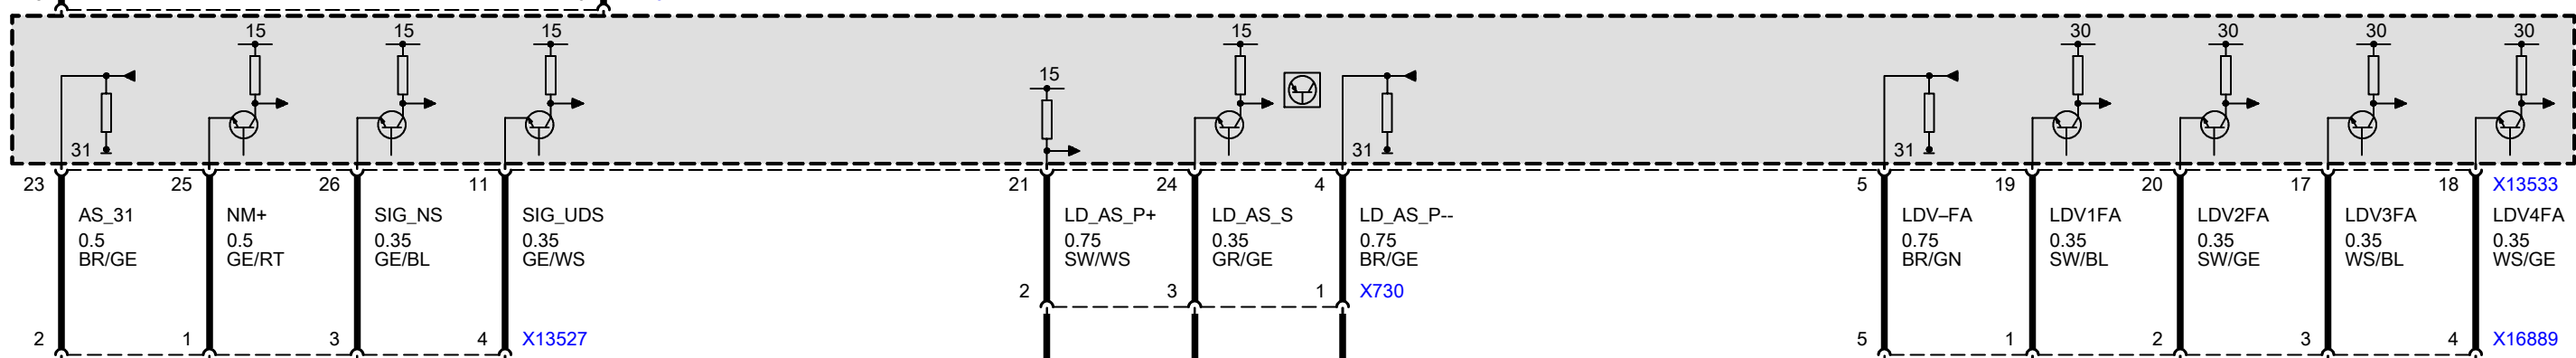 15 15 15 15 30 30 30 30
15
31 31 31
23 25 26 11 21 24 4 5 19 20 17 18 X13533
AS_31 NM+ SIG_NS SIG_UDS LD_AS_P+ LD_AS_S LD_AS_P-- LDV–FA LDV1FA LDV2FA LDV3FA LDV4FA
0.5 0.5 0.35 0.35 0.75 0.35 0.75 0.75 0.35 0.35 0.35 0.35
BR/GE GE/RT GE/BL GE/WS SW/WS GR/GE BR/GE BR/GN SW/BL SW/GE WS/BL WS/GE
2 3 1 X730
2 1 3 4 X13527 5 1 2 3 4 X16889